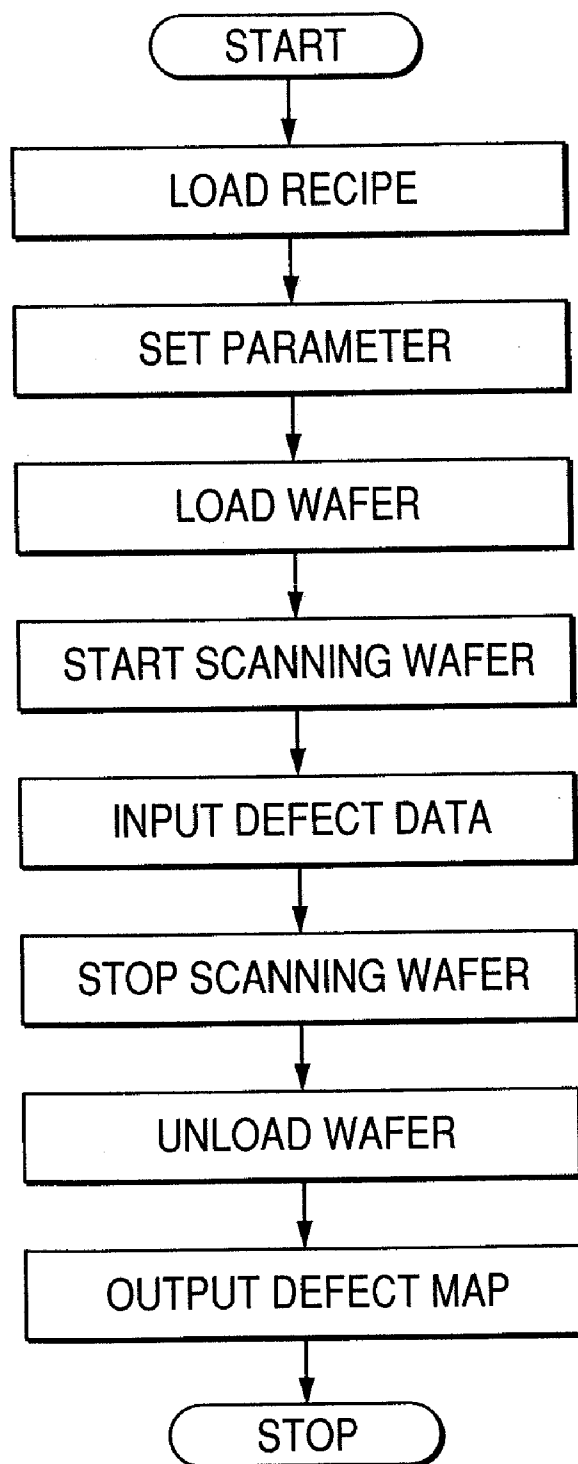 START
LOAD RECIPE
SET PARAMETER
LOAD WAFER
START SCANNING WAFER
INPUT DEFECT DATA
STOP SCANNING WAFER
UNLOAD WAFER
OUTPUT DEFECT MAP
STOP